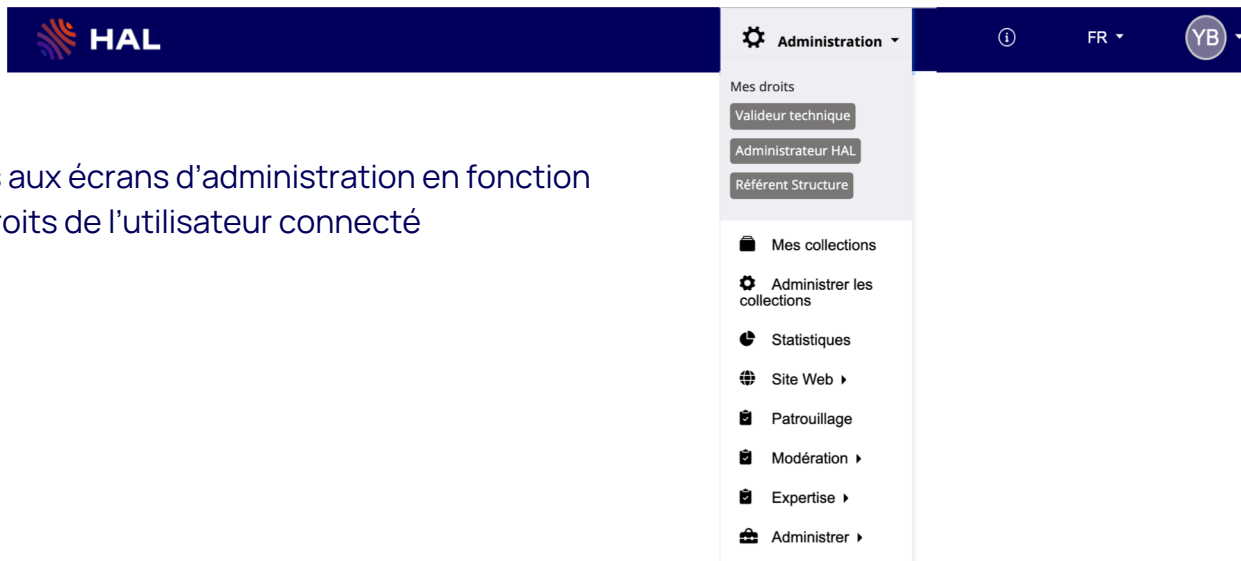 HAL
Administration
FR
YB
Mes droits
Valideur technique
Administrateur HAL
Référent Structure
s aux écrans d'administration en fonction
roits de l'utilisateur connecté
Mes collections
Administrer les
collections
Statistiques
Site Web
Patrouillage
Modération
Expertise
Administrer